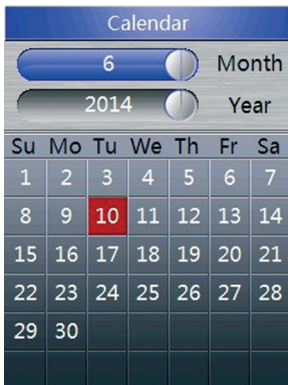 Calendar
6 Month
2014 Year
Su Mo Tu We Th Fr Sa
1 2 3 4 5 6 7
8 9 10 11 12 13 14
15 16 17 18 19 20 21
22 23 24 25 26 27 28
29 30